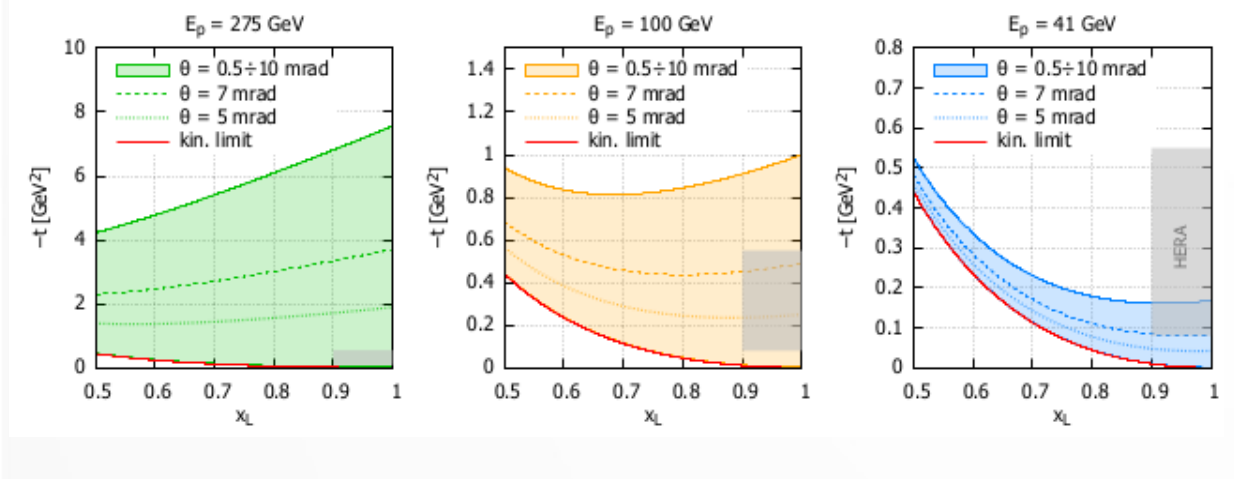 E_p = 275 GeV
10
8
6
4
2
0
−t [GeV²]
θ = 0.5÷10 mrad
θ = 7 mrad
θ = 5 mrad
kin. limit
0.5 0.6 0.7 0.8 0.9 1
x_L
E_p = 100 GeV
1.4
1.2
1
0.8
0.6
0.4
0.2
0
−t [GeV²]
θ = 0.5÷10 mrad
θ = 7 mrad
θ = 5 mrad
kin. limit
0.5 0.6 0.7 0.8 0.9 1
x_L
E_p = 41 GeV
0.8
0.7
0.6
0.5
0.4
0.3
0.2
0.1
0
−t [GeV²]
θ = 0.5÷10 mrad
θ = 7 mrad
θ = 5 mrad
kin. limit
HERA
0.5 0.6 0.7 0.8 0.9 1
x_L